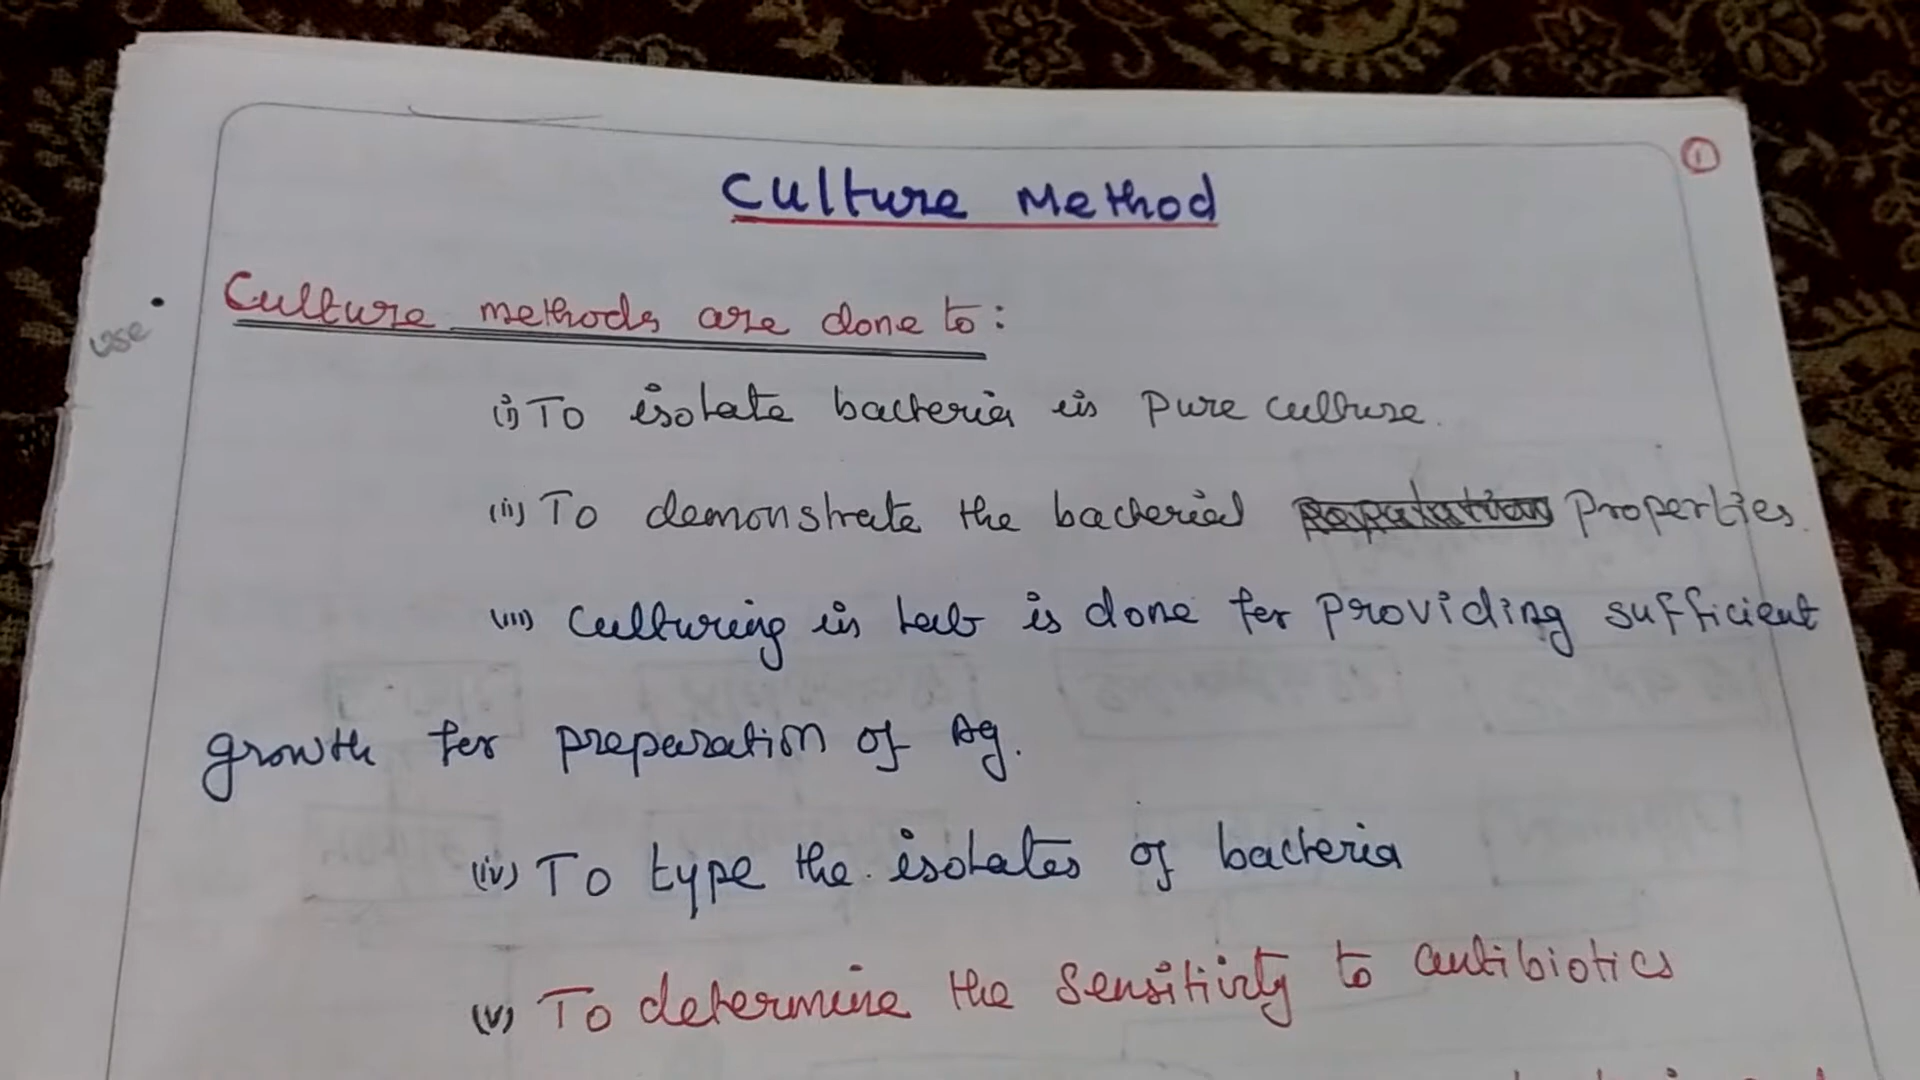 ①
Culture Method
Culture methods are done to:
use
(i) To isolate bacteria in pure culture.
(ii) To demonstrate the bacterial properties.
(iii) Culturing in Lab is done for providing sufficient
growth for preparation of Ag.
(iv) To type the isolates of bacteria
(v) To determine the sensitivity to antibiotics